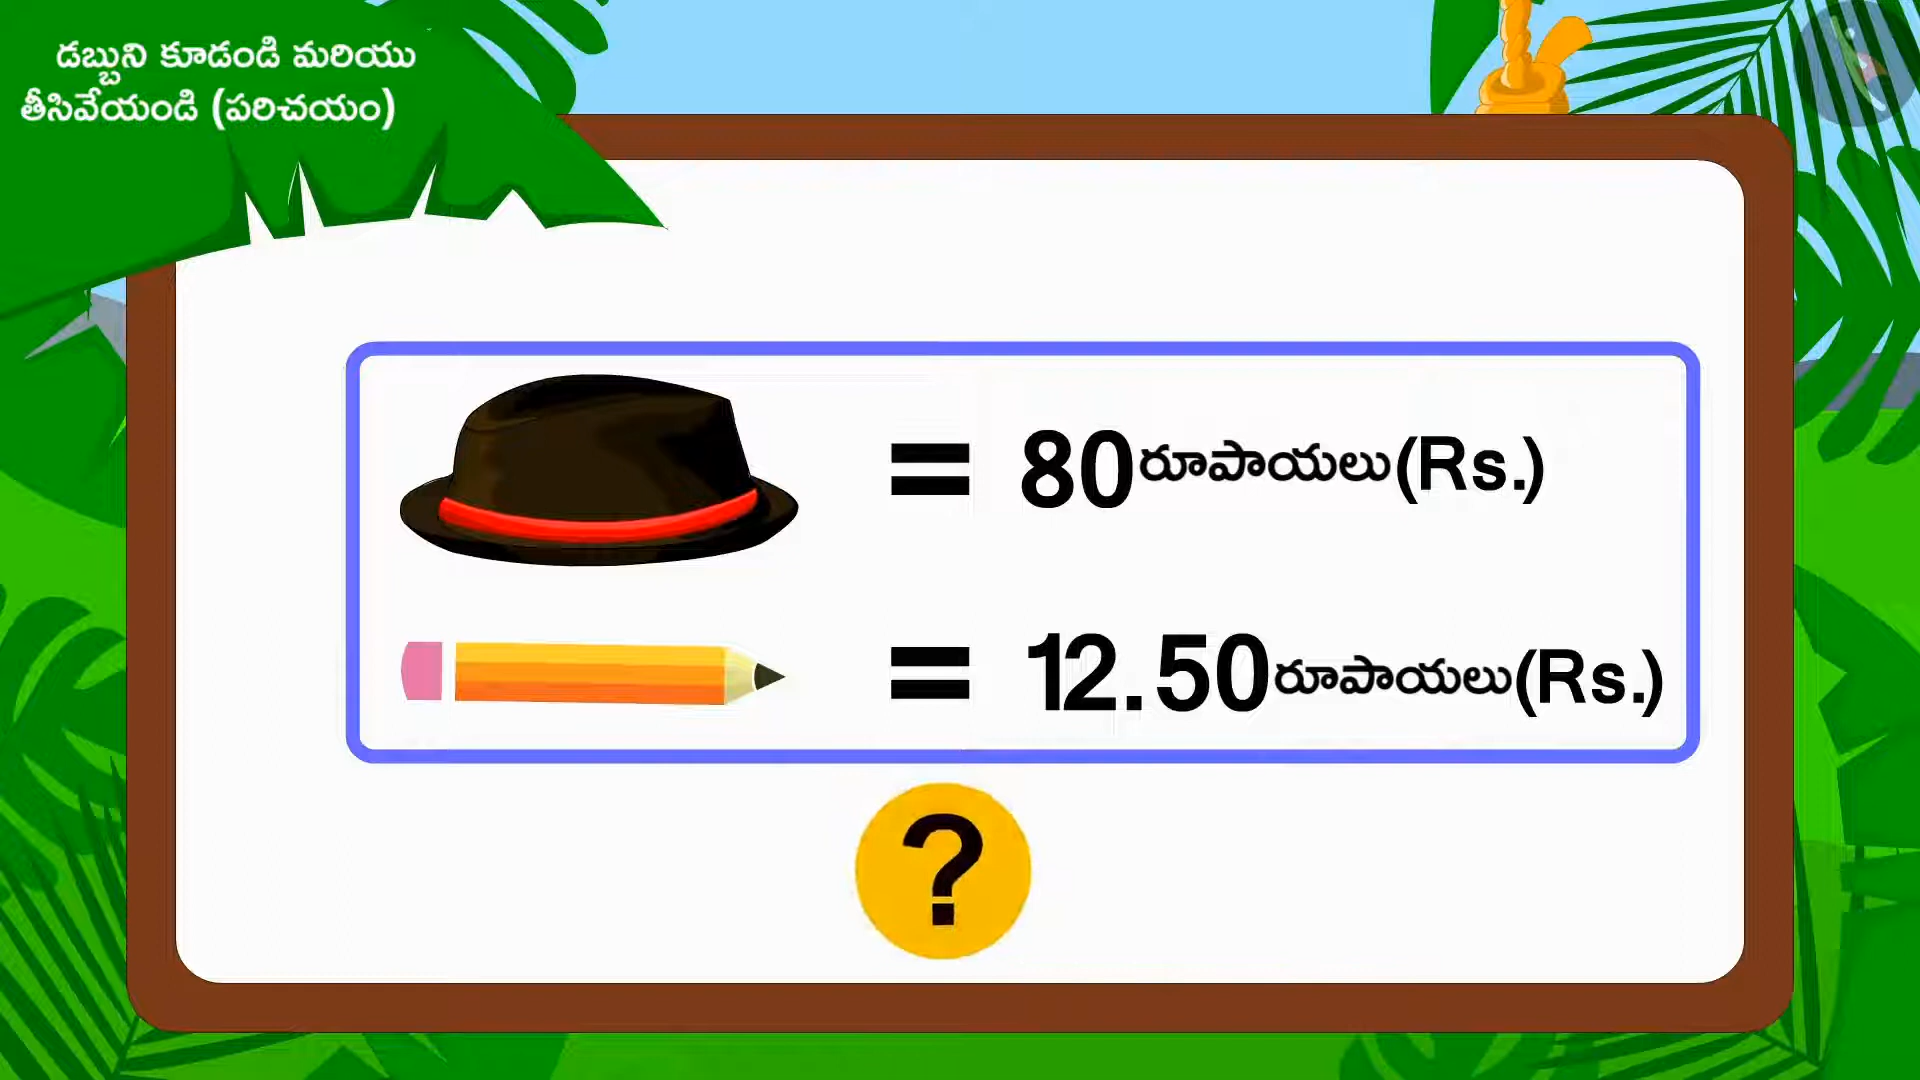 డబ్బుని కూడండి మరియు
తీసివేయండి (పరిచయం)
= 80రూపాయలు(Rs.)
= 12.50రూపాయలు(Rs.)
?